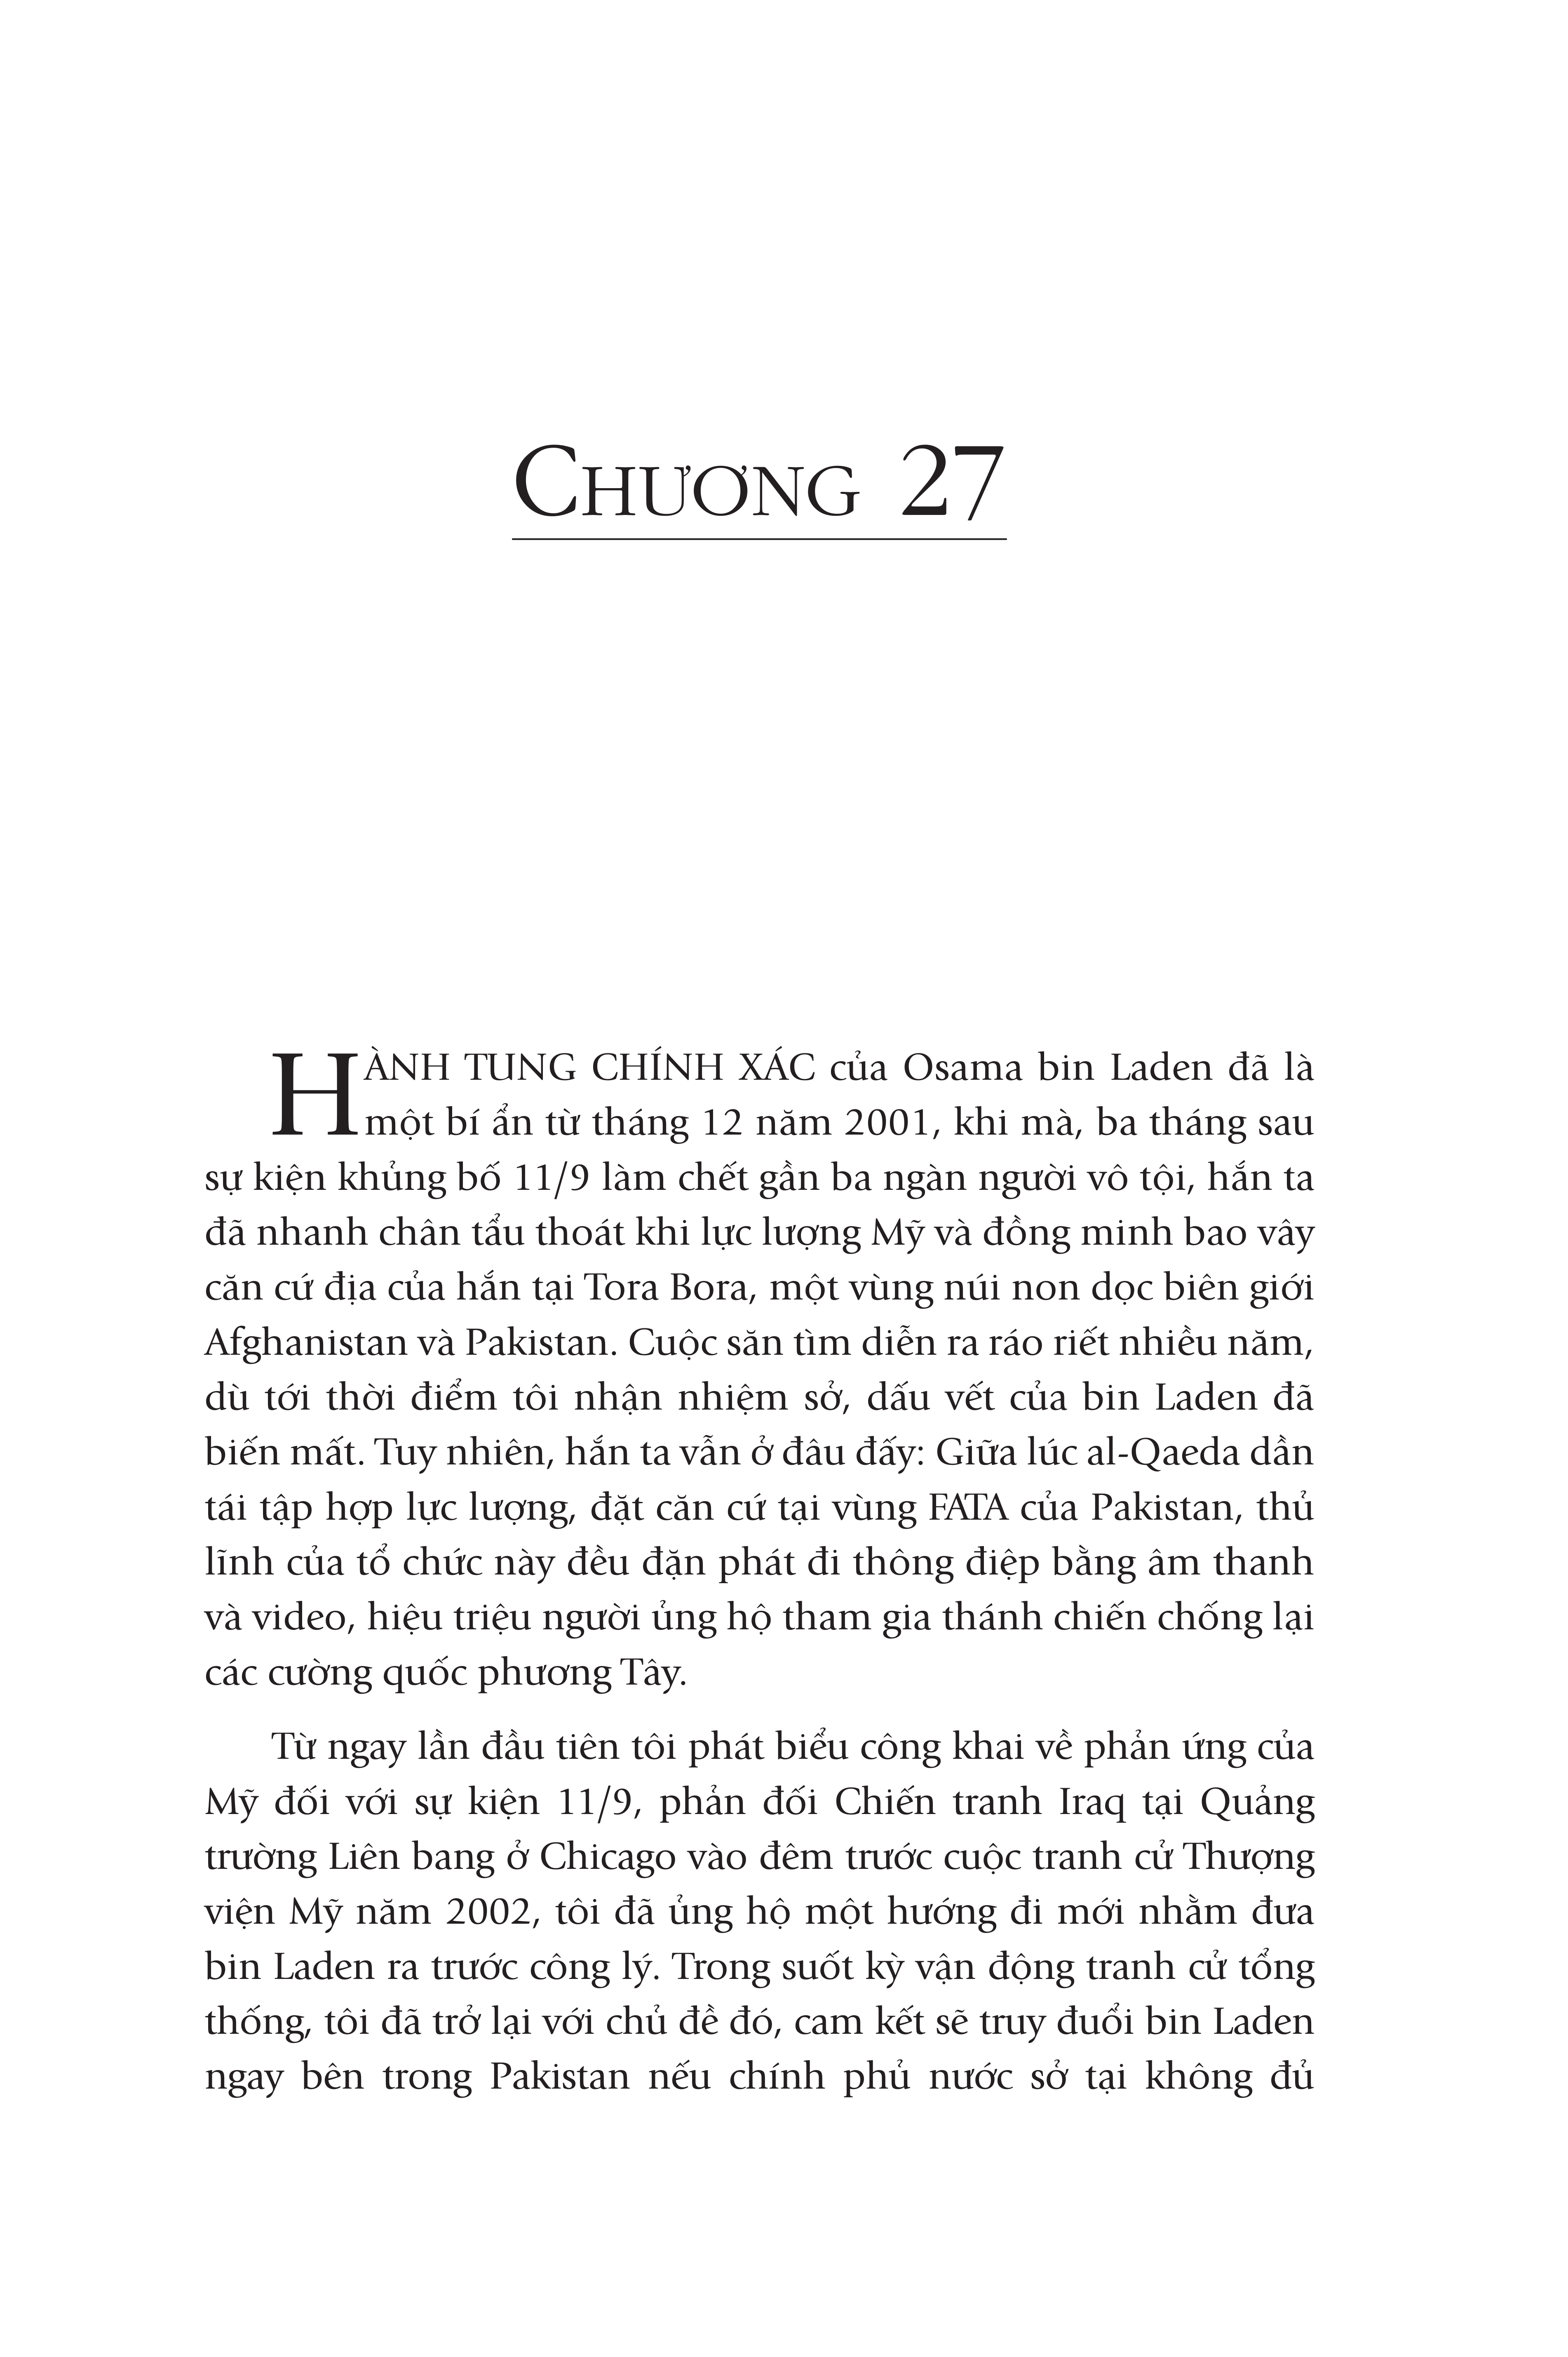 CHƯƠNG 27
HÀNH TUNG CHÍNH XÁC của Osama bin Laden đã là
một bí ẩn từ tháng 12 năm 2001, khi mà, ba tháng sau
sự kiện khủng bố 11/9 làm chết gần ba ngàn người vô tội, hắn ta
đã nhanh chân tẩu thoát khi lực lượng Mỹ và đồng minh bao vây
căn cứ địa của hắn tại Tora Bora, một vùng núi non dọc biên giới
Afghanistan và Pakistan. Cuộc săn tìm diễn ra ráo riết nhiều năm,
dù tới thời điểm tôi nhận nhiệm sở, dấu vết của bin Laden đã
biến mất. Tuy nhiên, hắn ta vẫn ở đâu đấy: Giữa lúc al-Qaeda dần
tái tập hợp lực lượng, đặt căn cứ tại vùng FATA của Pakistan, thủ
lĩnh của tổ chức này đều đặn phát đi thông điệp bằng âm thanh
và video, hiệu triệu người ủng hộ tham gia thánh chiến chống lại
các cường quốc phương Tây.
Từ ngay lần đầu tiên tôi phát biểu công khai về phản ứng của
Mỹ đối với sự kiện 11/9, phản đối Chiến tranh Iraq tại Quảng
trường Liên bang ở Chicago vào đêm trước cuộc tranh cử Thượng
viện Mỹ năm 2002, tôi đã ủng hộ một hướng đi mới nhằm đưa
bin Laden ra trước công lý. Trong suốt kỳ vận động tranh cử tổng
thống, tôi đã trở lại với chủ đề đó, cam kết sẽ truy đuổi bin Laden
ngay bên trong Pakistan nếu chính phủ nước sở tại không đủ